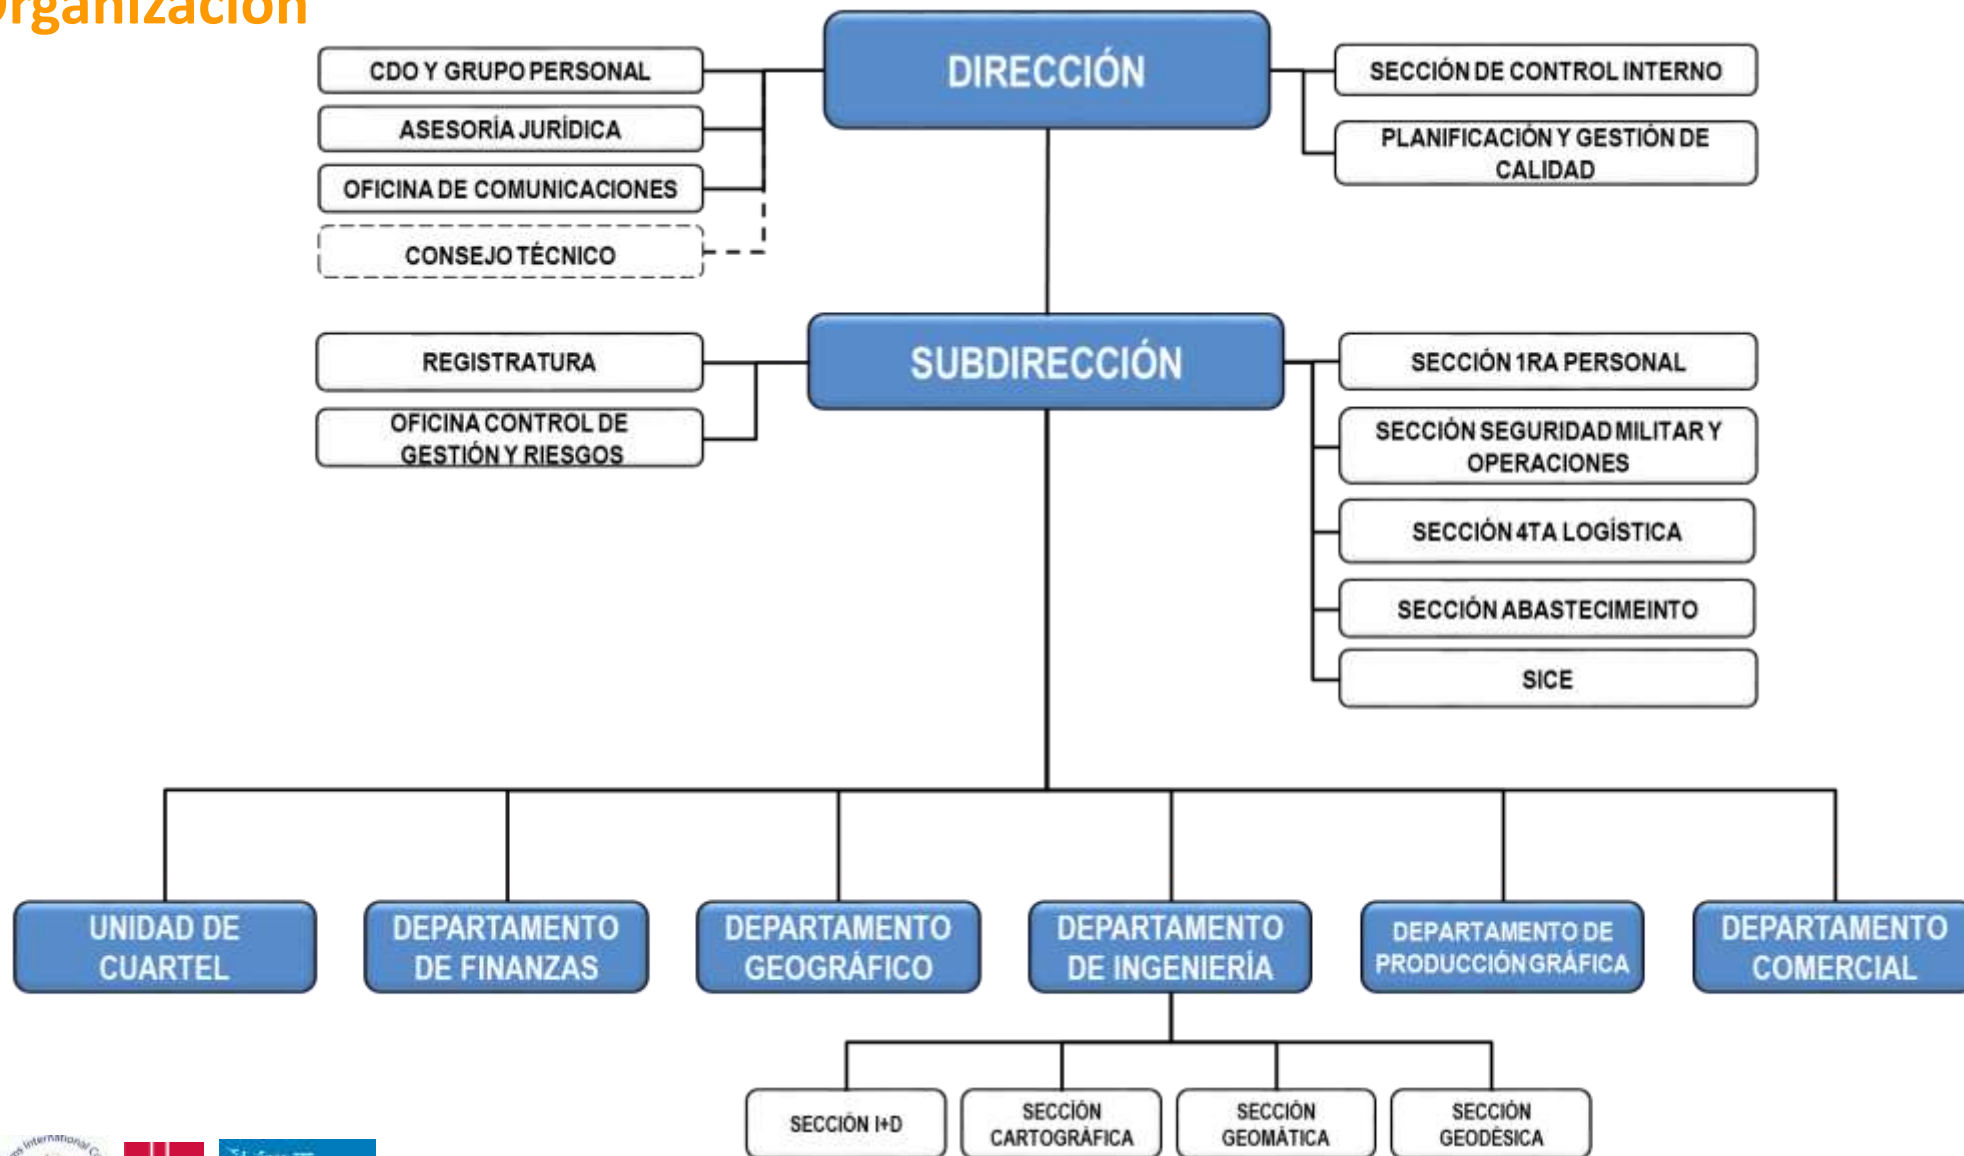 Organización
DIRECCIÓN
CDO Y GRUPO PERSONAL
ASESORÍA JURÍDICA
OFICINA DE COMUNICACIONES
CONSEJO TÉCNICO
SECCIÓN DE CONTROL INTERNO
PLANIFICACIÓN Y GESTIÓN DE
CALIDAD
SUBDIRECCIÓN
REGISTRATURA
OFICINA CONTROL DE
GESTIÓN Y RIESGOS
SECCIÓN 1RA PERSONAL
SECCIÓN SEGURIDAD MILITAR Y
OPERACIONES
SECCIÓN 4TA LOGÍSTICA
SECCIÓN ABASTECIMEINTO
SICE
UNIDAD DE
CUARTEL
DEPARTAMENTO
DE FINANZAS
DEPARTAMENTO
GEOGRÁFICO
DEPARTAMENTO
DE INGENIERÍA
DEPARTAMENTO DE
PRODUCCIÓN GRÁFICA
DEPARTAMENTO
COMERCIAL
SECCIÓN I+D
SECCIÓN
CARTOGRÁFICA
SECCIÓN
GEOMÁTICA
SECCIÓN
GEODÉSICA
International